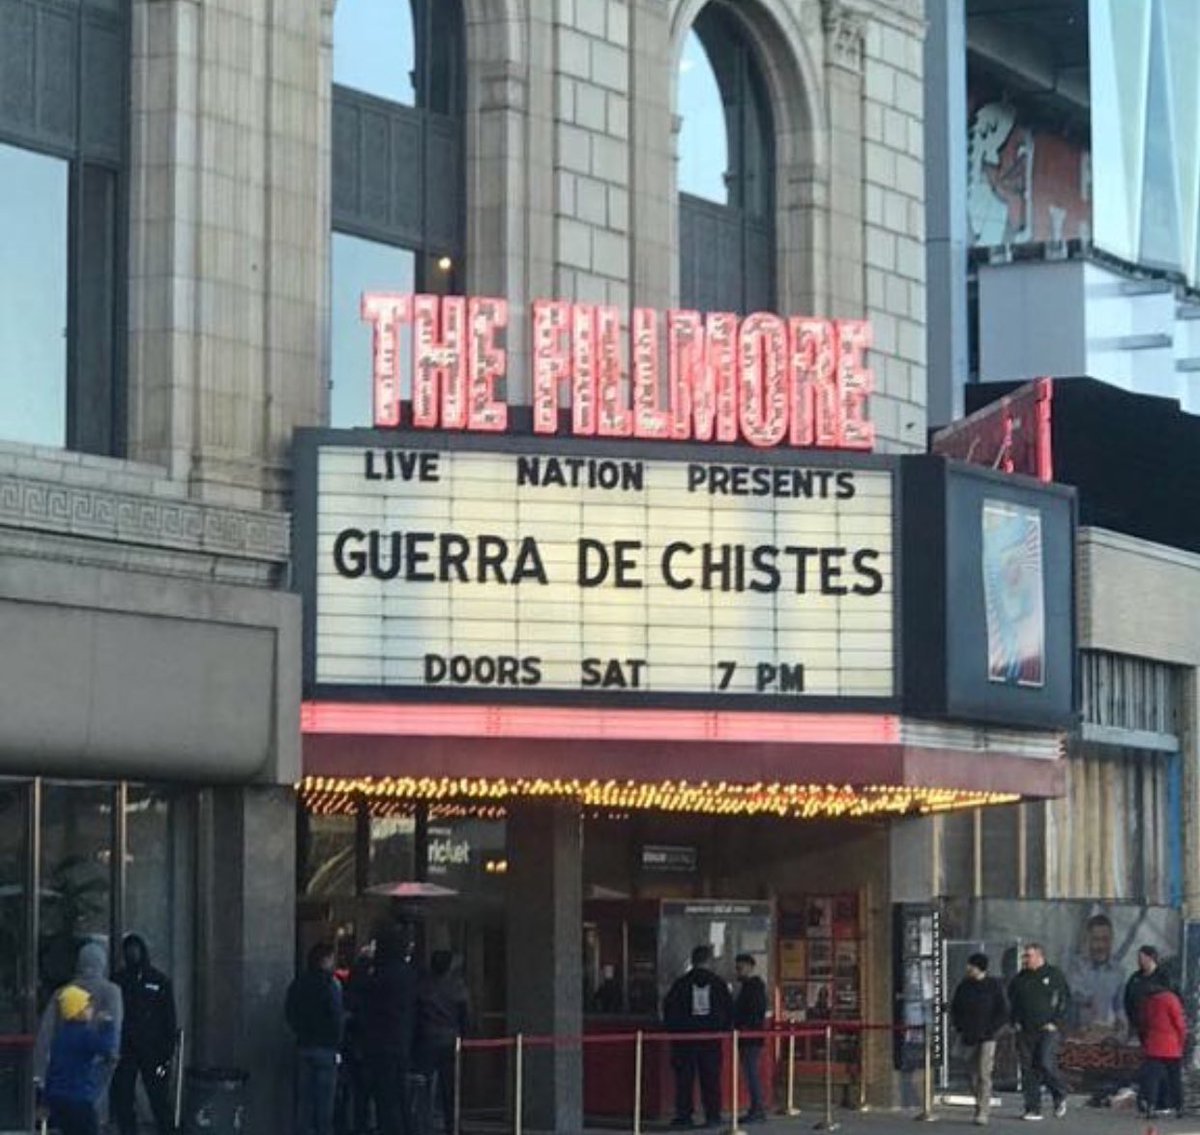 THE FILLMORE
LIVE NATION PRESENTS
GUERRA DE CHISTES
DOORS SAT 7 PM